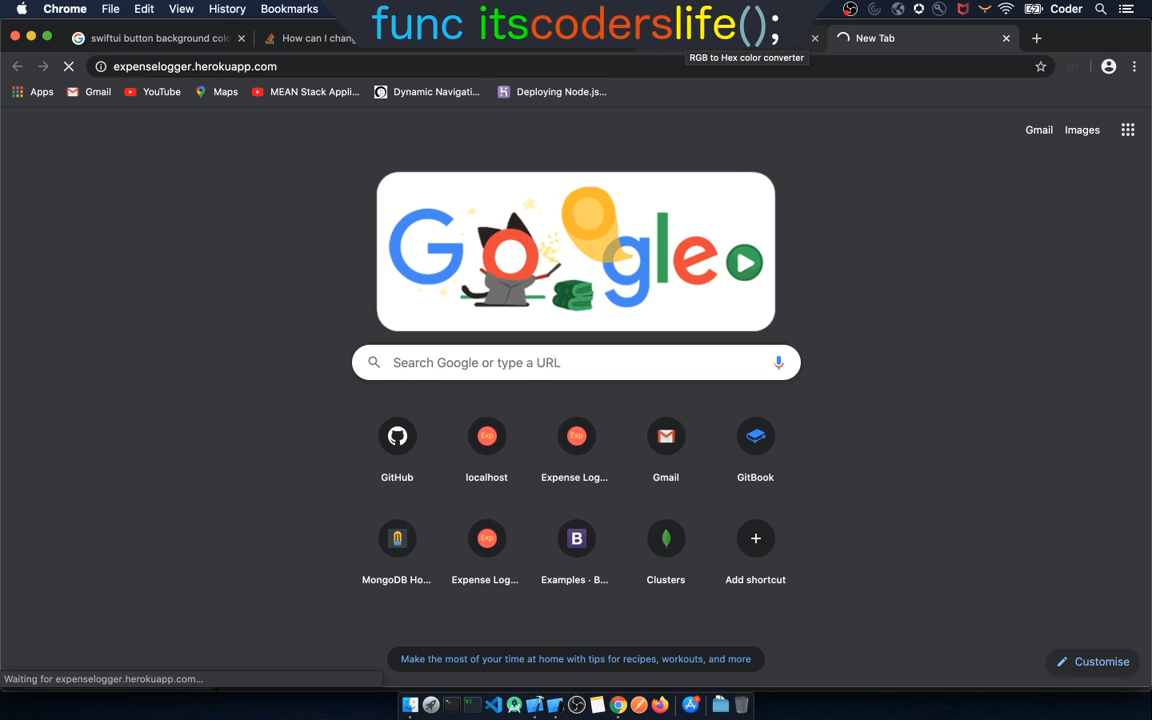 Chrome File Edit View History Bookmarks
Coder
func itscoderslife();
swiftui button background colo
How can I chang
New Tab
RGB to Hex color converter
expenselogger.herokuapp.com
Apps Gmail YouTube Maps MEAN Stack Appli... Dynamic Navigati... Deploying Node.js...
Gmail Images
Google
Search Google or type a URL
Exp Exp
GitHub localhost Expense Log... Gmail GitBook
Exp B
MongoDB Ho... Expense Log... Examples · B... Clusters Add shortcut
Make the most of your time at home with tips for recipes, workouts, and more
Customise
Waiting for expenselogger.herokuapp.com...